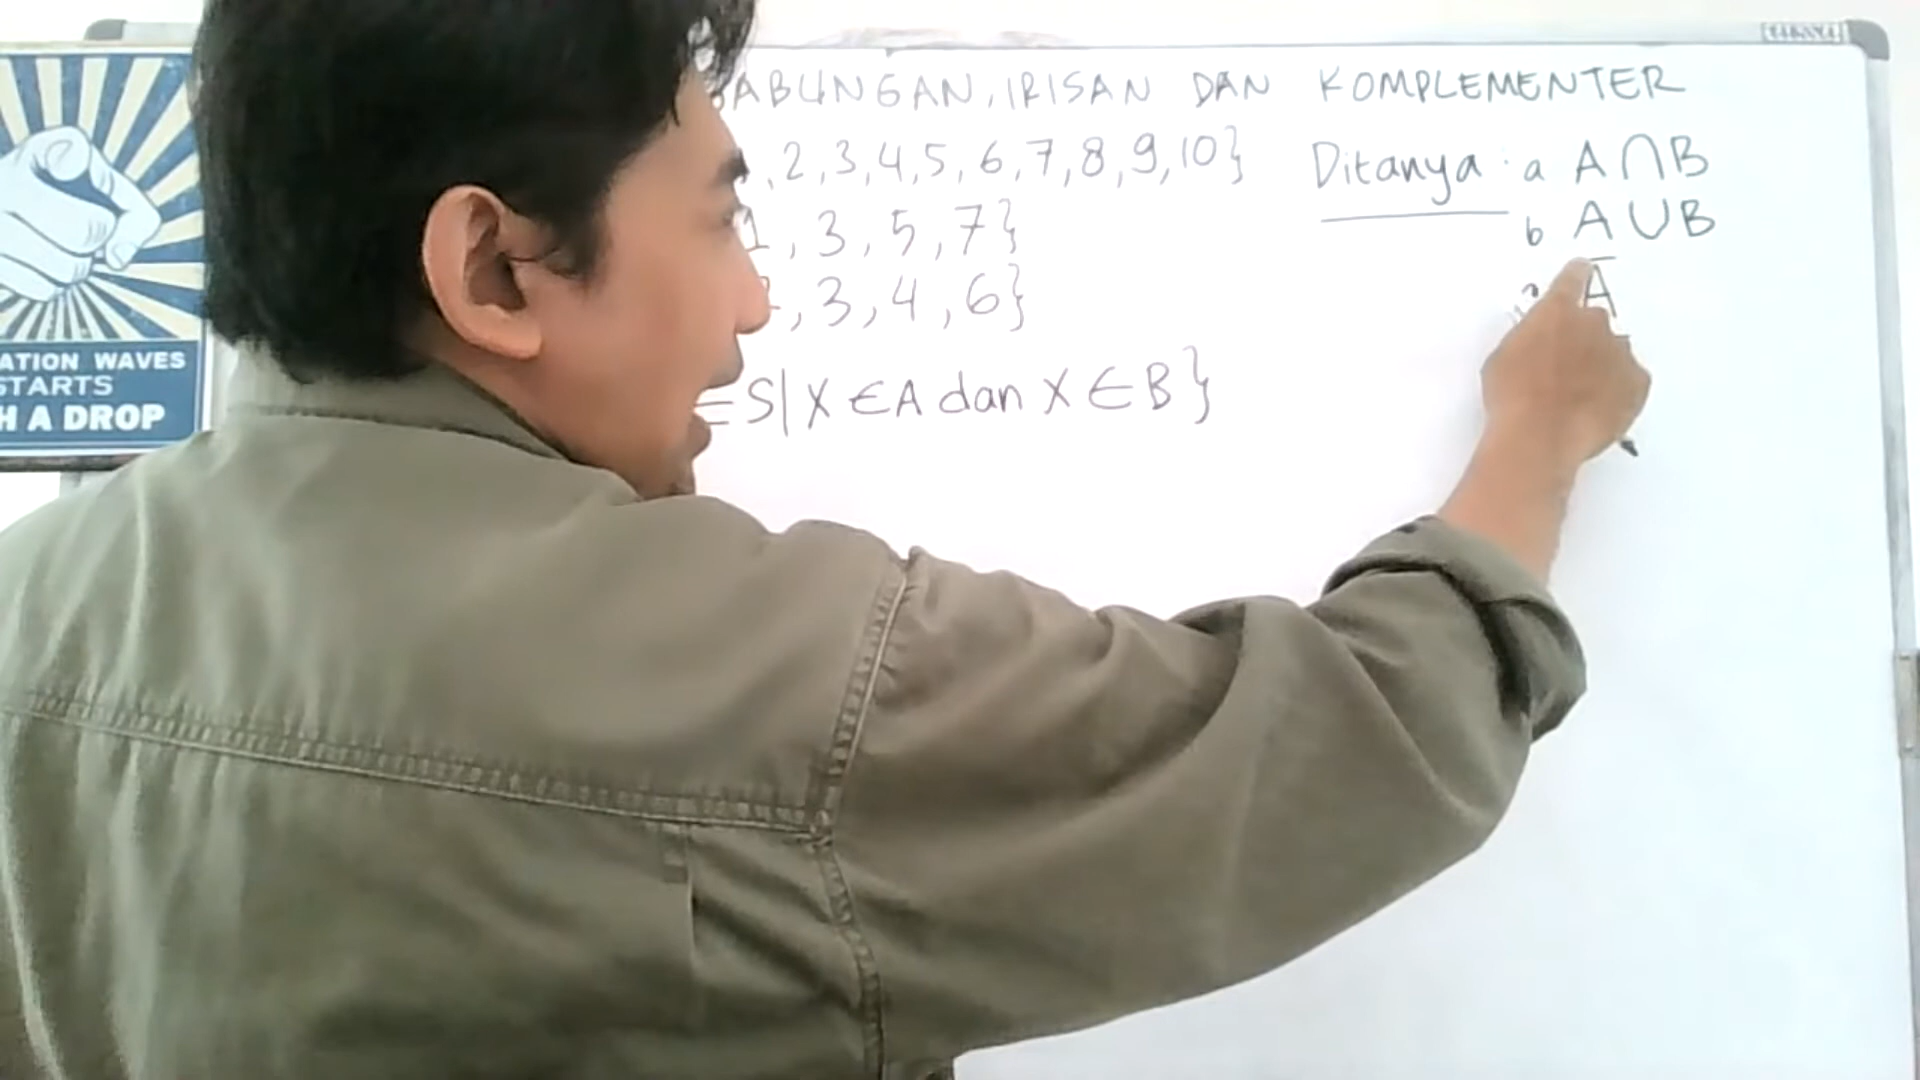 ABUNGAN, IRISAN DAN KOMPLEMENTER
, 2, 3, 4, 5, 6, 7, 8, 9, 10}
1, 3, 5, 7}
, 3, 4, 6}
= S | X ∈ A dan X ∈ B}
Ditanya : a A ∩ B
b A ∪ B
A̅
ATION WAVES
STARTS
H A DROP